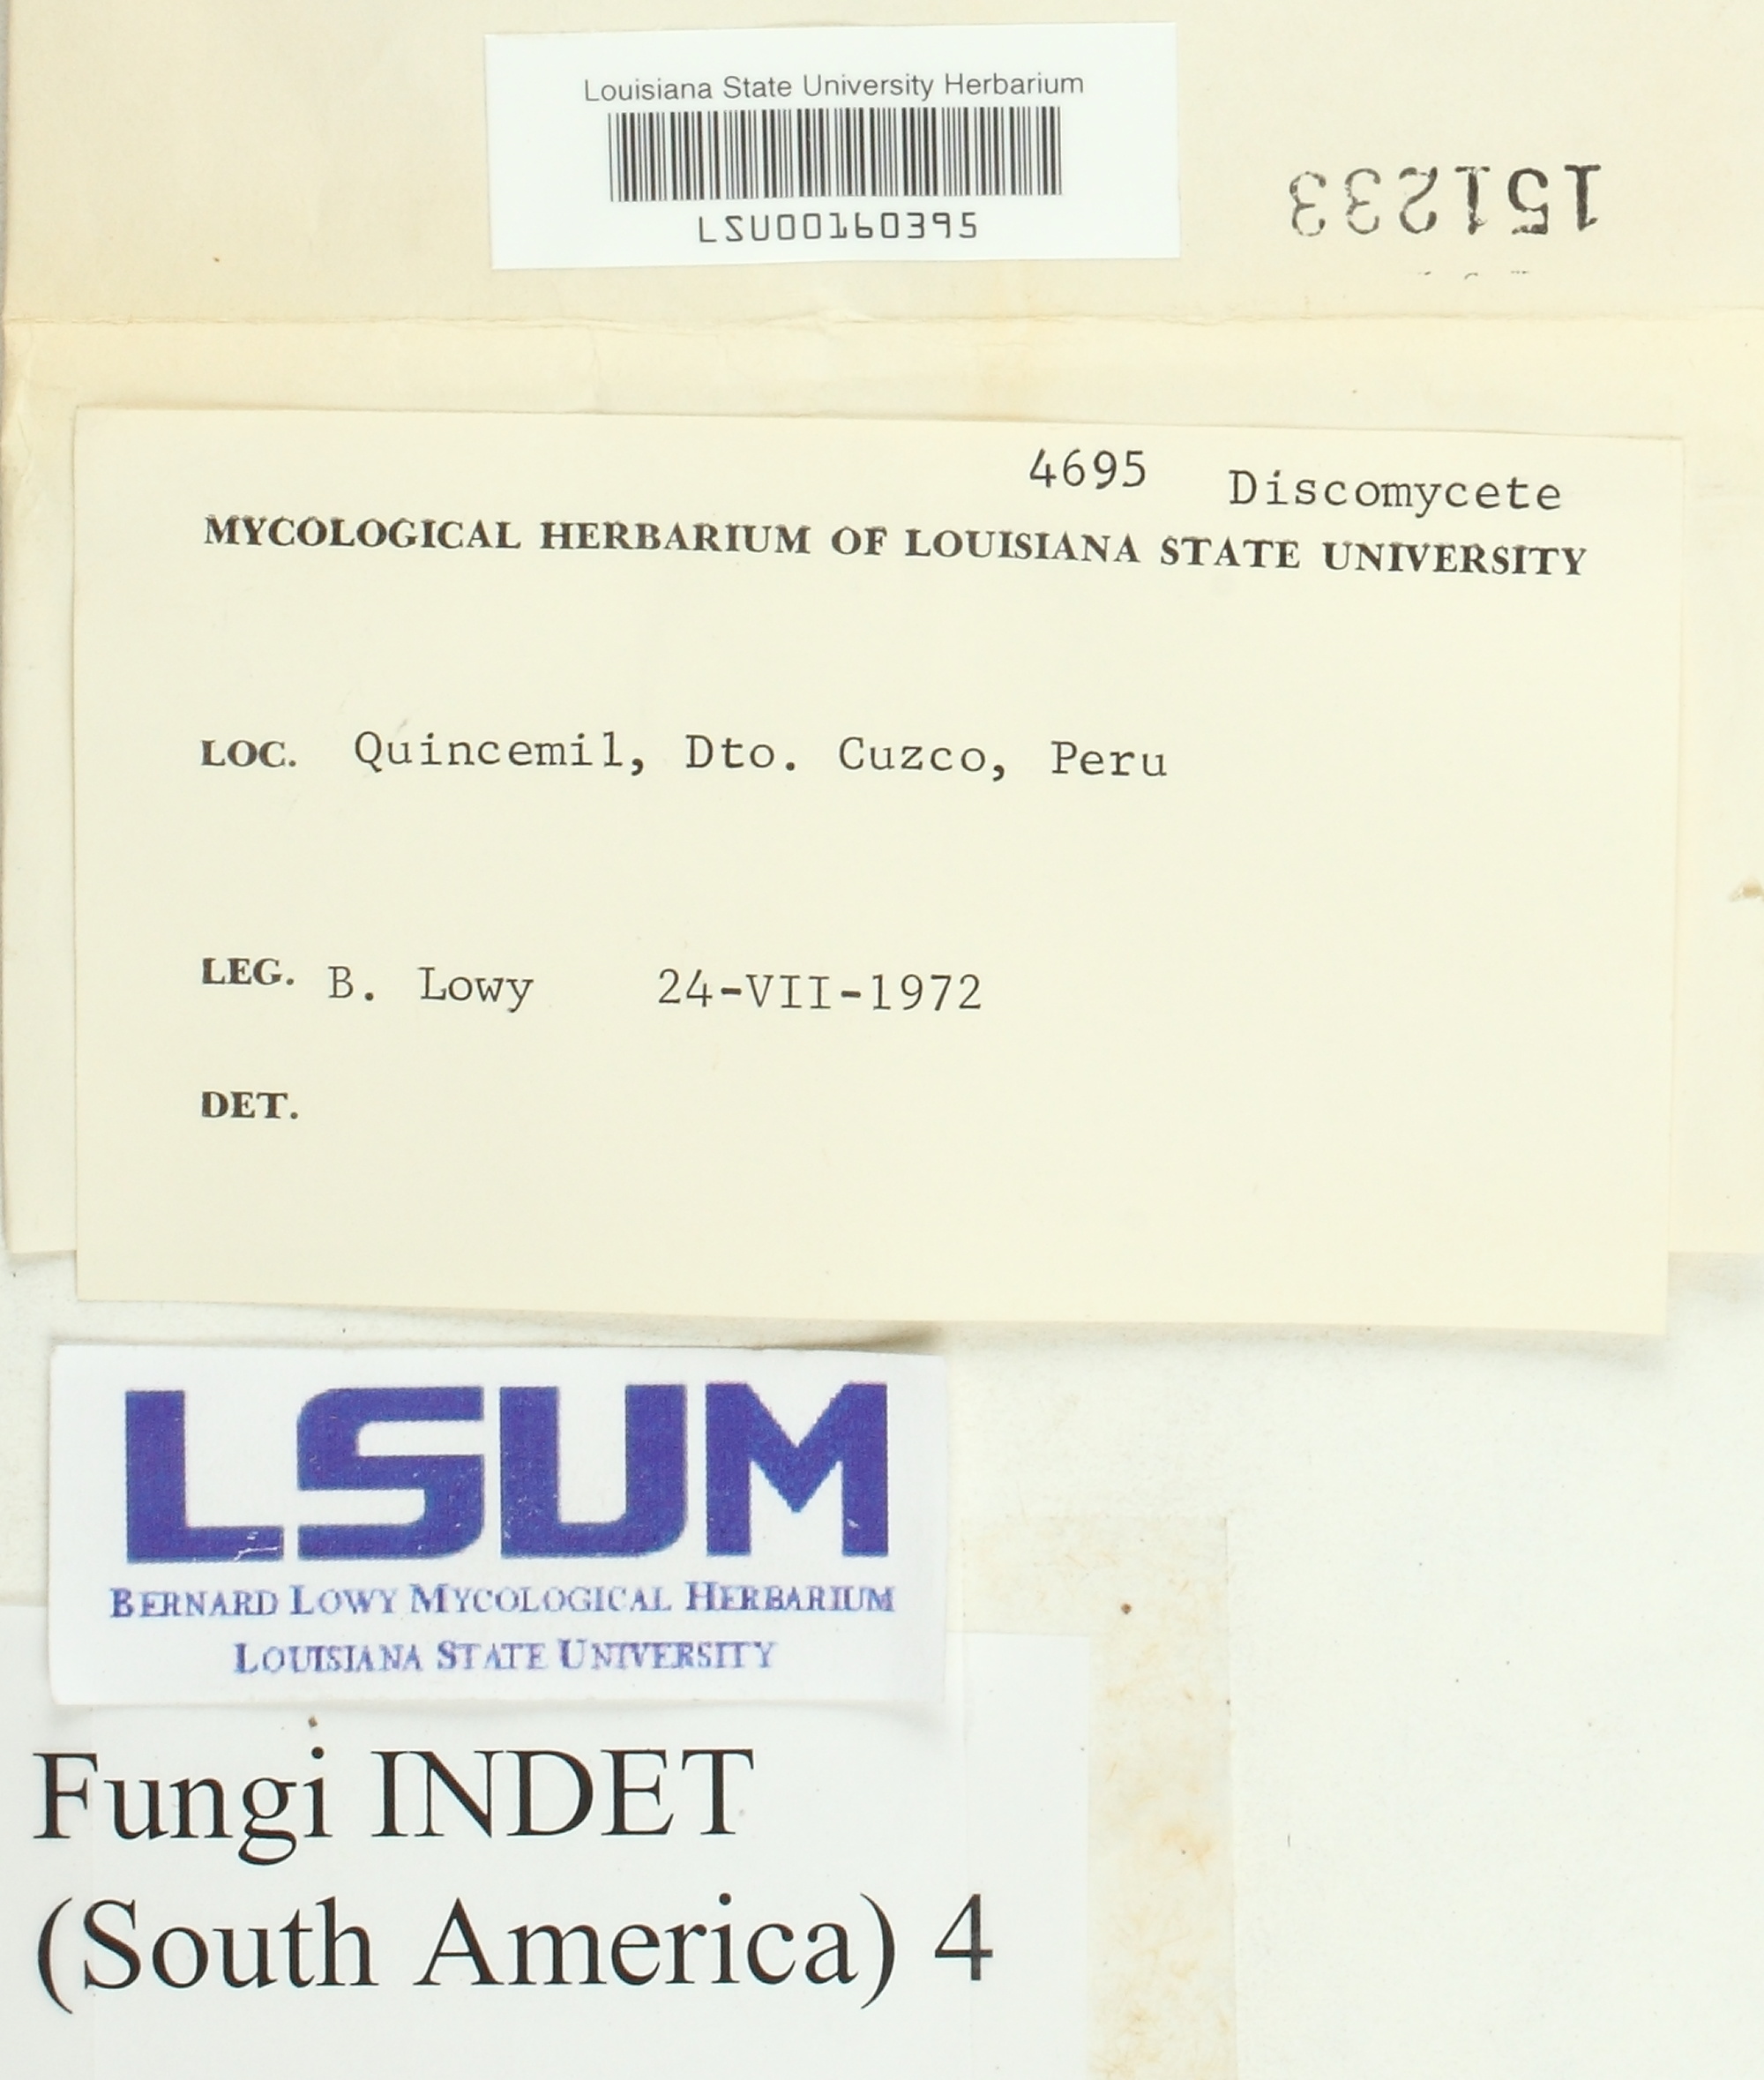 Louisiana State University Herbarium
LSU00160395
151233
4695 Discomycete
MYCOLOGICAL HERBARIUM OF LOUISIANA STATE UNIVERSITY
LOC. Quincemil, Dto. Cuzco, Peru
LEG. B. Lowy 24-VII-1972
DET.
LSUM
BERNARD LOWY MYCOLOGICAL HERBARIUM
LOUISIANA STATE UNIVERSITY
Fungi INDET
(South America) 4